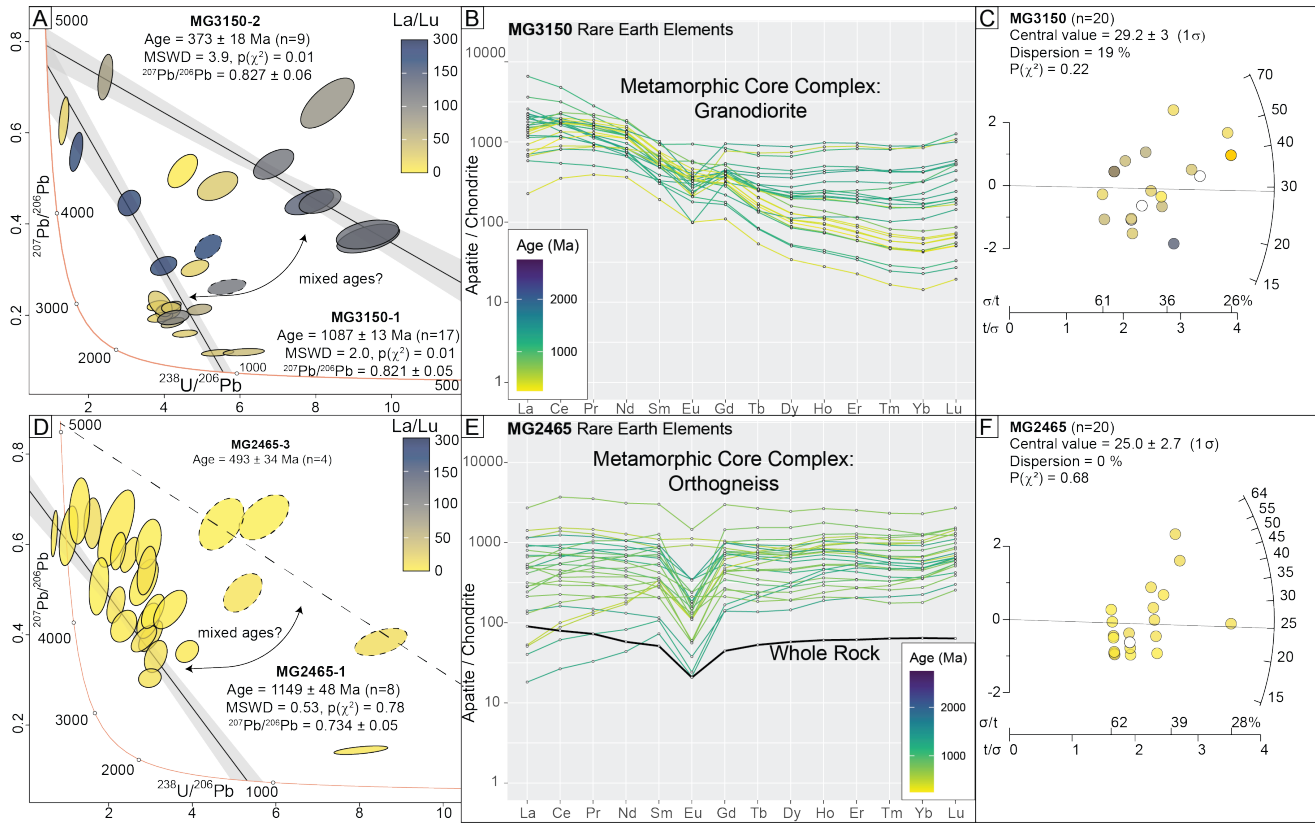 A
5000
MG3150-2
Age = 373 ± 18 Ma (n=9)
MSWD = 3.9, p(χ²) = 0.01
²⁰⁷Pb/²⁰⁶Pb = 0.827 ± 0.06
La/Lu
300
150
100
50
0
0.8
0.6
0.4
0.2
²⁰⁷Pb/²⁰⁶Pb
4000
3000
2000
1000
500
mixed ages?
MG3150-1
Age = 1087 ± 13 Ma (n=17)
MSWD = 2.0, p(χ²) = 0.01
²⁰⁷Pb/²⁰⁶Pb = 0.821 ± 0.05
²³⁸U/²⁰⁶Pb
2 4 6 8 10
B
MG3150 Rare Earth Elements
Metamorphic Core Complex:
Granodiorite
10000
1000
100
10
1
Apatite / Chondrite
Age (Ma)
2000
1000
La Ce Pr Nd Sm Eu Gd Tb Dy Ho Er Tm Yb Lu
C
MG3150 (n=20)
Central value = 29.2 ± 3 (1σ)
Dispersion = 19 %
P(χ²) = 0.22
70
50
40
30
20
15
2
0
-2
σ/t
61 36 26%
t/σ
0 1 2 3 4
D
5000
MG2465-3
Age = 493 ± 34 Ma (n=4)
La/Lu
300
150
100
50
0
0.8
0.6
0.4
0.2
²⁰⁷Pb/²⁰⁶Pb
4000
3000
2000
1000
mixed ages?
MG2465-1
Age = 1149 ± 48 Ma (n=8)
MSWD = 0.53, p(χ²) = 0.78
²⁰⁷Pb/²⁰⁶Pb = 0.734 ± 0.05
²³⁸U/²⁰⁶Pb
2 4 6 8 10
E
MG2465 Rare Earth Elements
Metamorphic Core Complex:
Orthogneiss
10000
1000
100
10
1
Apatite / Chondrite
Whole Rock
Age (Ma)
2000
1000
La Ce Pr Nd Sm Eu Gd Tb Dy Ho Er Tm Yb Lu
F
MG2465 (n=20)
Central value = 25.0 ± 2.7 (1σ)
Dispersion = 0 %
P(χ²) = 0.68
64
55
50
45
40
35
30
25
20
15
2
0
-2
σ/t
62 39 28%
t/σ
0 1 2 3 4